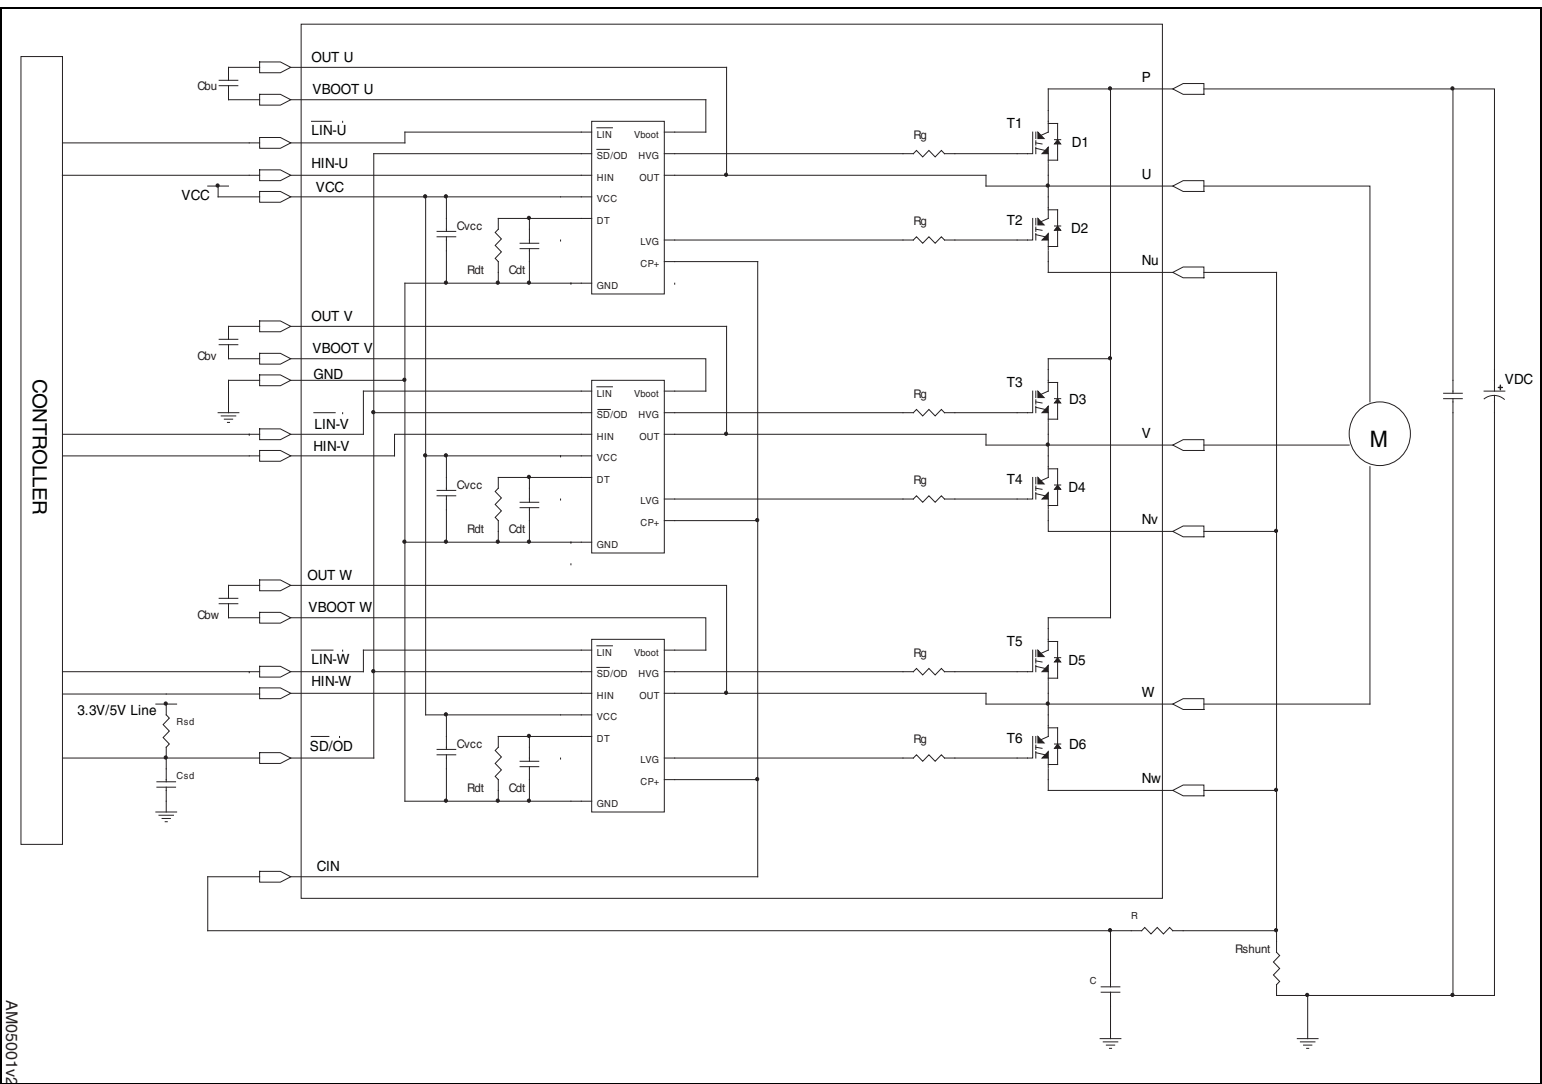 CONTROLLER
OUT U
Cbu
VBOOT U
LIN-U
HIN-U
VCC
VCC
LIN
Vboot
SD/OD
HVG
HIN
OUT
VCC
DT
LVG
CP+
GND
Cvcc
Rdt
Cdt
Rg
T1
D1
Rg
T2
D2
P
U
Nu
OUT V
Cbv
VBOOT V
GND
LIN-V
HIN-V
LIN
Vboot
SD/OD
HVG
HIN
OUT
VCC
DT
LVG
CP+
GND
Cvcc
Rdt
Cdt
Rg
T3
D3
Rg
T4
D4
V
Nv
M
+
VDC
OUT W
Cbw
VBOOT W
LIN-W
HIN-W
3.3V/5V Line
Rsd
SD/OD
Csd
LIN
Vboot
SD/OD
HVG
HIN
OUT
VCC
DT
LVG
CP+
GND
Cvcc
Rdt
Cdt
Rg
T5
D5
Rg
T6
D6
W
Nw
CIN
R
Rshunt
C
AM05001v2